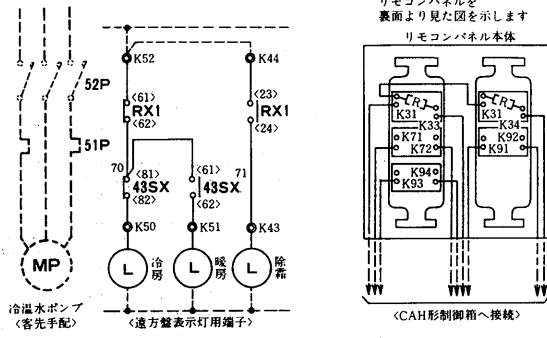 リモコンパネルを
裏面より見た図を示します
リモコンパネル本体
52P
51P
MP
冷温水ポンプ
<客先手配>
K52
K44
<61>
RX1
<62>
<23>
RX1
<24>
70
<81>
43SX
<82>
<61>
43SX
<62>
71
K50
K51
K43
L
冷房
L
暖房
L
除霜
<遠方盤表示灯用端子>
R
K31
K33
K71
K72
K94
K93
R
K31
K34
K92
K91
<CAH形制御箱へ接続>